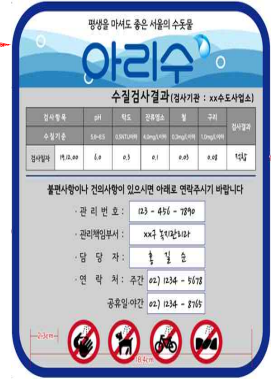 평생을 마셔도 좋은 서울의 수돗물
아리수
수질검사결과(검사기관 : xx수도사업소)
검사항목 pH 탁도 잔류염소 철 구리 검사결과
수질기준 5.8~8.5 0.5NTU이하 4.0mg/L이하 0.3mg/L이하 1.0mg/L이하
검사일자 19.12.00 6.0 0.3 0.1 0.03 0.08 적합
불편사항이나 건의사항이 있으시면 아래로 연락주시기 바랍니다
· 관 리 번 호 : 123 - 456 - 7890
· 관리책임부서 : xx구 녹지관리과
· 담 당 자 : 홍 길 순
· 연 락 처 : 주간 02) 1234 - 5678
공휴일·야간 02) 1234 - 8765
2.3cm
18.4cm